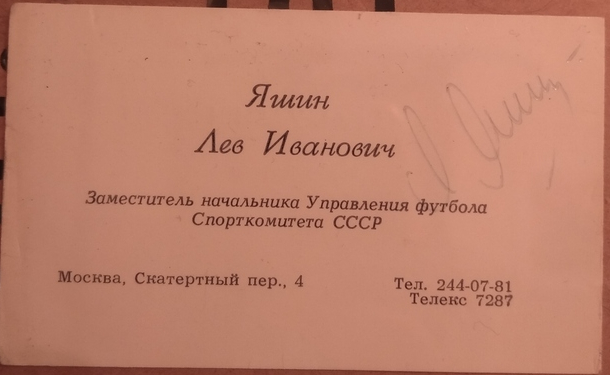 Яшин
Лев Иванович
Заместитель начальника Управления футбола
Спорткомитета СССР
Москва, Скатертный пер., 4
Тел. 244-07-81
Телекс 7287